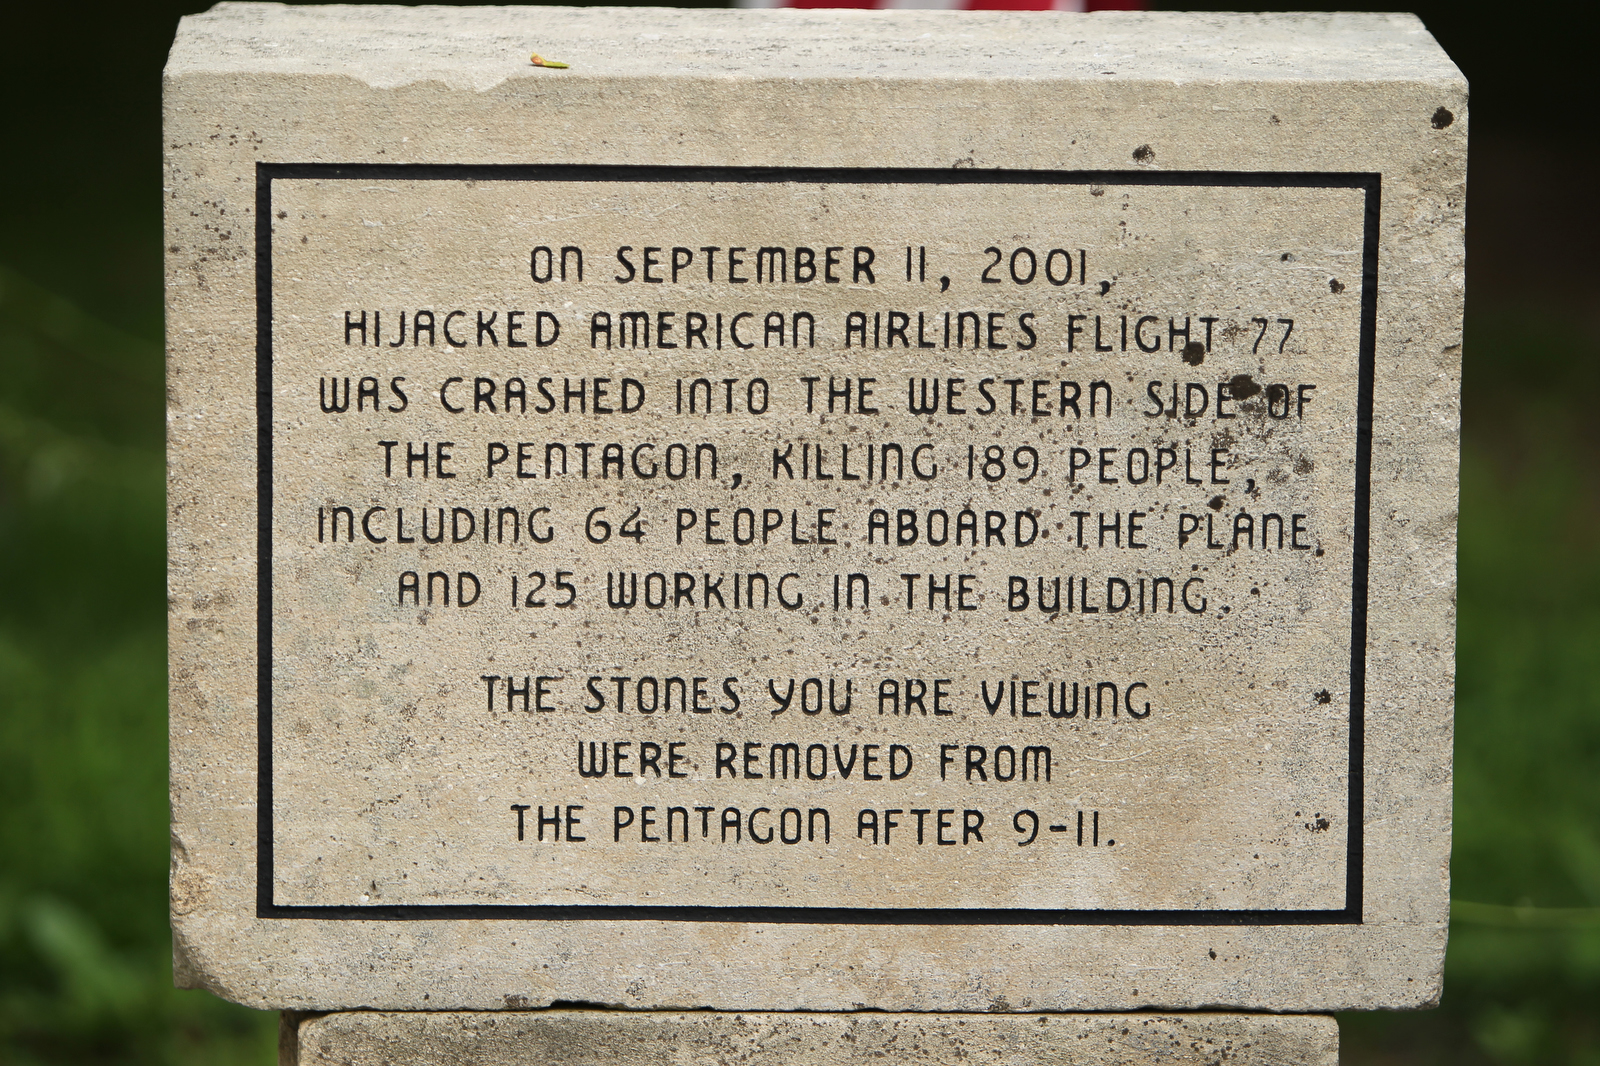 ON SEPTEMBER 11, 2001,
HIJACKED AMERICAN AIRLINES FLIGHT 77
WAS CRASHED INTO THE WESTERN SIDE OF
THE PENTAGON, KILLING 189 PEOPLE,
INCLUDING 64 PEOPLE ABOARD THE PLANE
AND 125 WORKING IN THE BUILDING.
THE STONES YOU ARE VIEWING
WERE REMOVED FROM
THE PENTAGON AFTER 9-11.